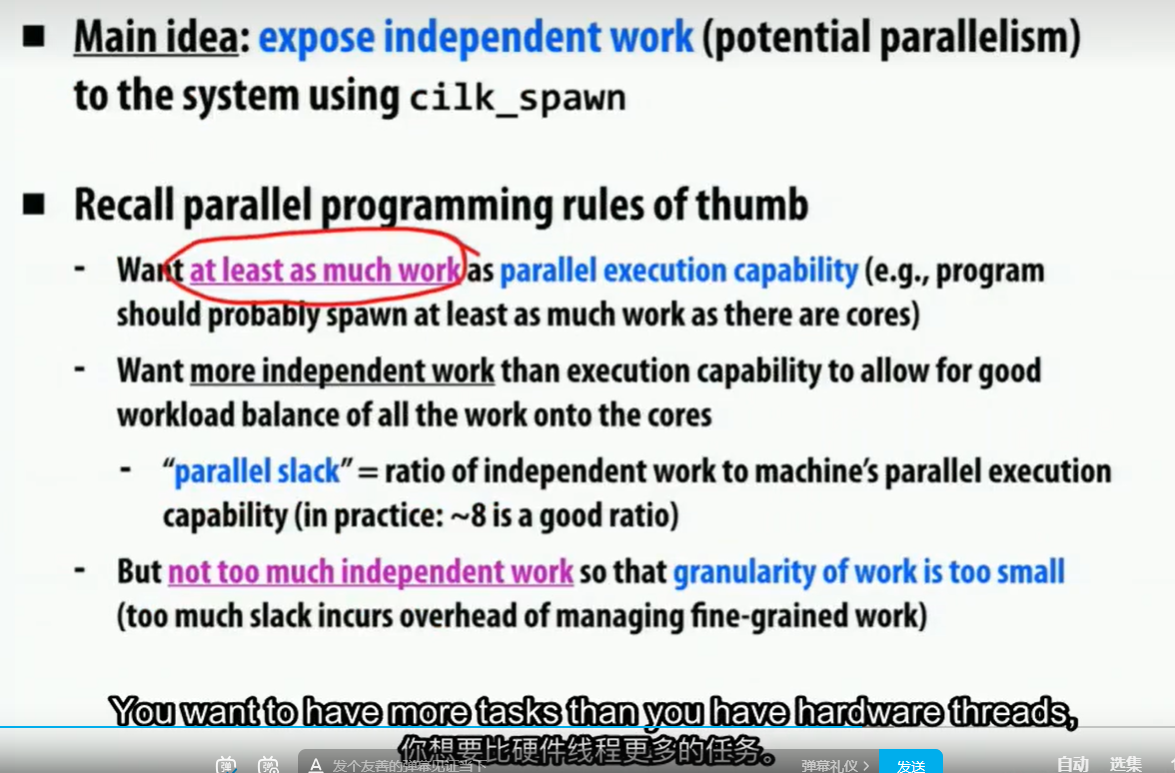 Main idea: expose independent work (potential parallelism)
to the system using cilk_spawn
Recall parallel programming rules of thumb
- Want at least as much work as parallel execution capability (e.g., program
should probably spawn at least as much work as there are cores)
- Want more independent work than execution capability to allow for good
workload balance of all the work onto the cores
- “parallel slack” = ratio of independent work to machine’s parallel execution
capability (in practice: ~8 is a good ratio)
- But not too much independent work so that granularity of work is too small
(too much slack incurs overhead of managing fine-grained work)
You want to have more tasks than you have hardware threads,
你想要比硬件线程更多的任务。
弹 弹 A 发个友善的弹幕见证当下 弹幕礼仪 > 发送 自动 选集